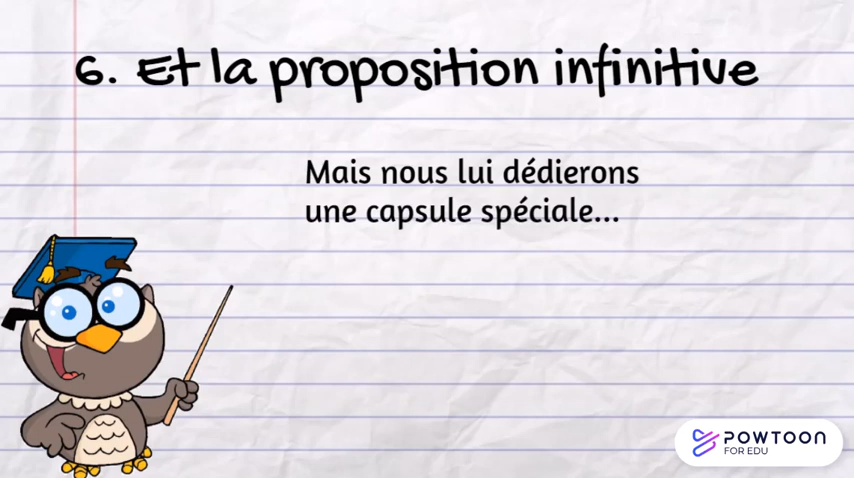 6. Et la proposition infinitive
Mais nous lui dédierons
une capsule spéciale...
POWTOON
FOR EDU